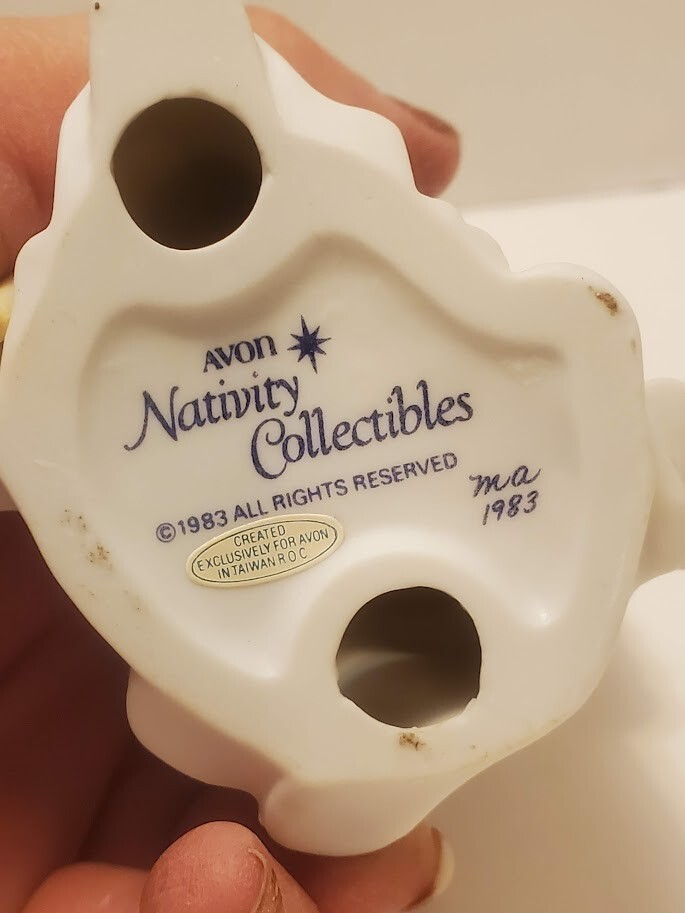 AVON
Nativity
Collectibles
©1983 ALL RIGHTS RESERVED
ma
1983
CREATED
EXCLUSIVELY FOR AVON
IN TAIWAN R O C